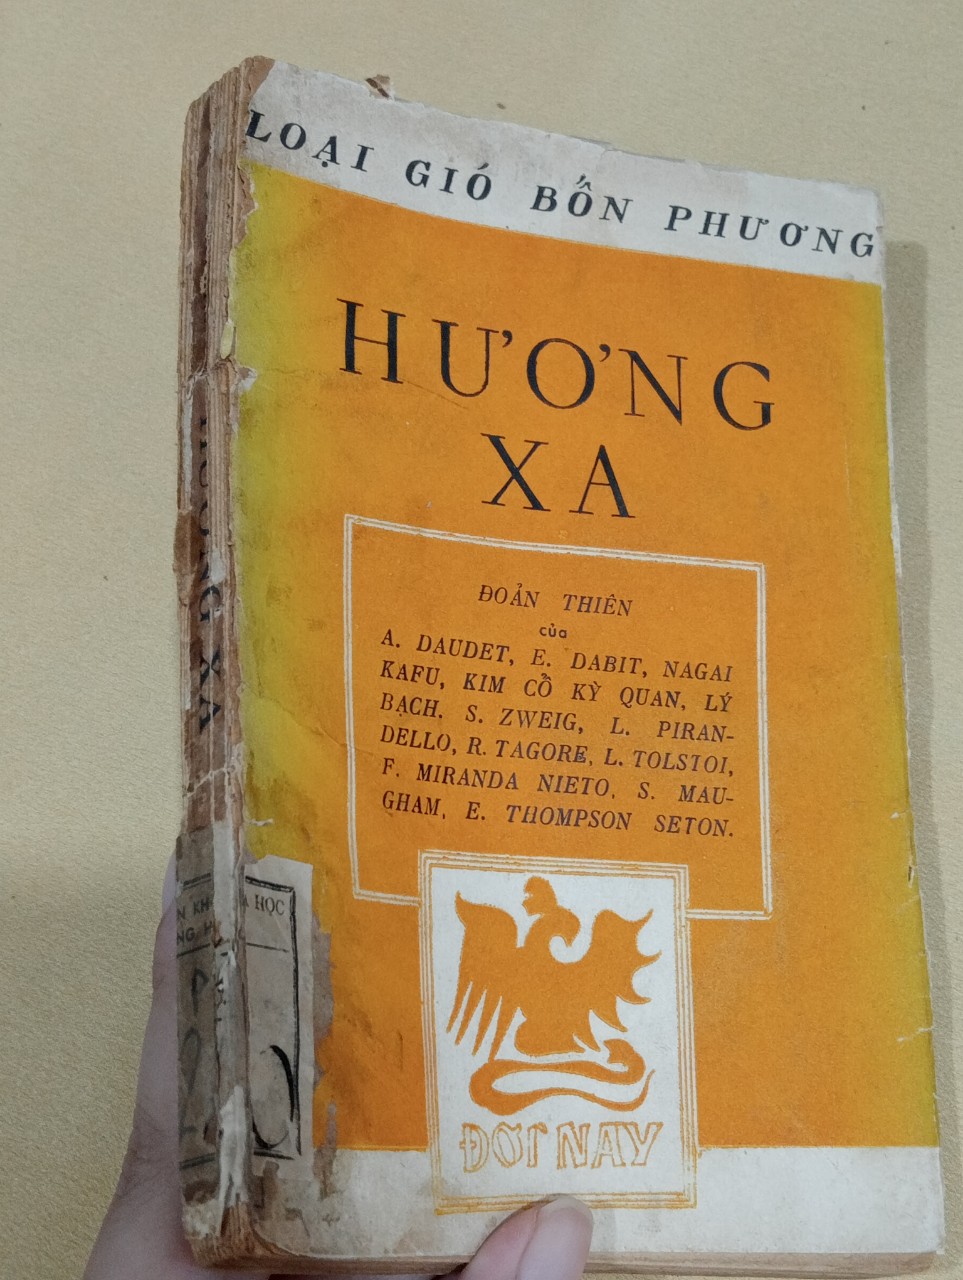 LOẠI GIÓ BỐN PHƯƠNG
HƯƠNG
XA
ĐOẢN THIÊN
của
A. DAUDET, E. DABIT, NAGAI
KAFU, KIM CỔ KỲ QUAN, LÝ
BẠCH. S. ZWEIG, L. PIRAN-
DELLO, R. TAGORE, L. TOLSTOI,
F. MIRANDA NIETO, S. MAU-
GHAM, E. THOMPSON SETON.
ĐỜI NAY
HƯƠNG XA
HỌC